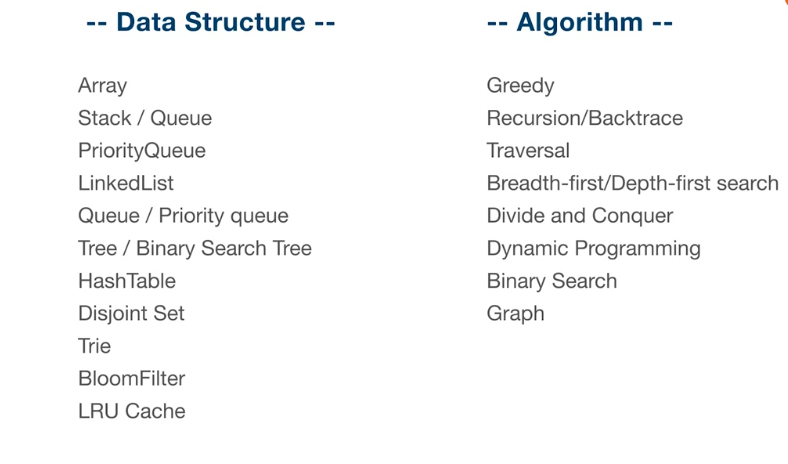 -- Data Structure --
Array
Stack / Queue
PriorityQueue
LinkedList
Queue / Priority queue
Tree / Binary Search Tree
HashTable
Disjoint Set
Trie
BloomFilter
LRU Cache
-- Algorithm --
Greedy
Recursion/Backtrace
Traversal
Breadth-first/Depth-first search
Divide and Conquer
Dynamic Programming
Binary Search
Graph